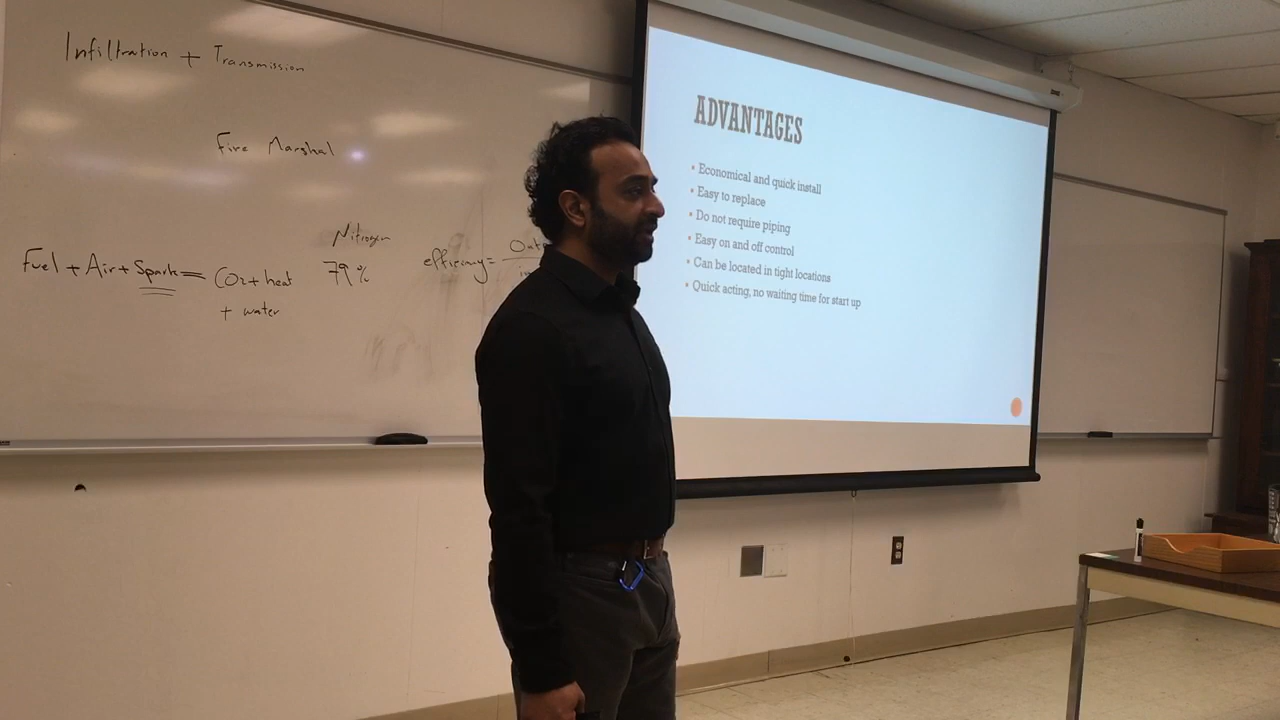 Infiltration + Transmission
Fire Marshal
Nitrogen
79%
Fuel + Air + Spark = CO2 + heat
+ water
efficiency =
ADVANTAGES
• Economical and quick install
• Easy to replace
• Do not require piping
• Easy on and off control
• Can be located in tight locations
• Quick acting, no waiting time for start up